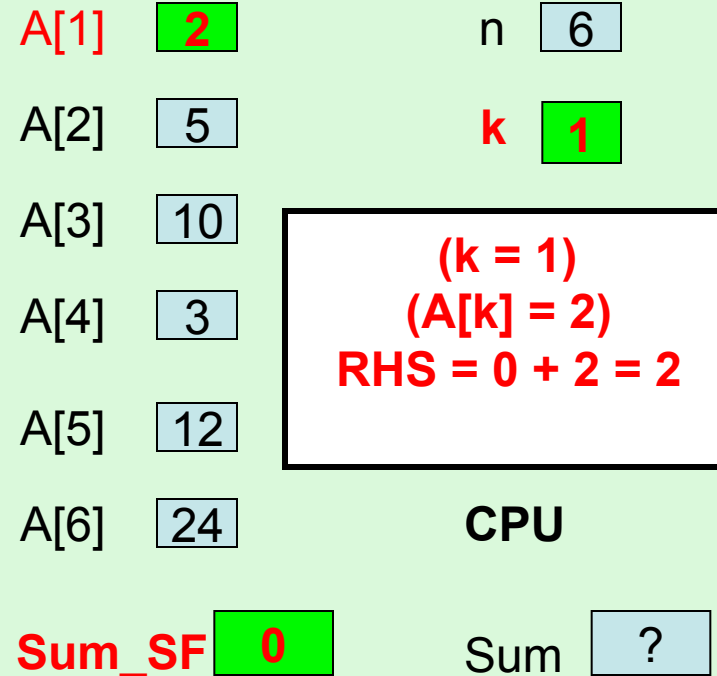 A[1] 2 n 6
A[2] 5 k 1
A[3] 10
(k = 1)
A[4] 3
(A[k] = 2)
RHS = 0 + 2 = 2
A[5] 12
A[6] 24 CPU
Sum_SF 0 Sum ?